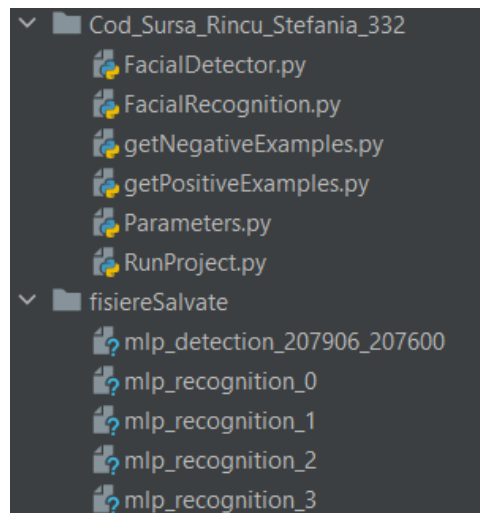 Cod_Sursa_Rincu_Stefania_332
FacialDetector.py
FacialRecognition.py
getNegativeExamples.py
getPositiveExamples.py
Parameters.py
RunProject.py
fisiereSalvate
mlp_detection_207906_207600
mlp_recognition_0
mlp_recognition_1
mlp_recognition_2
mlp_recognition_3